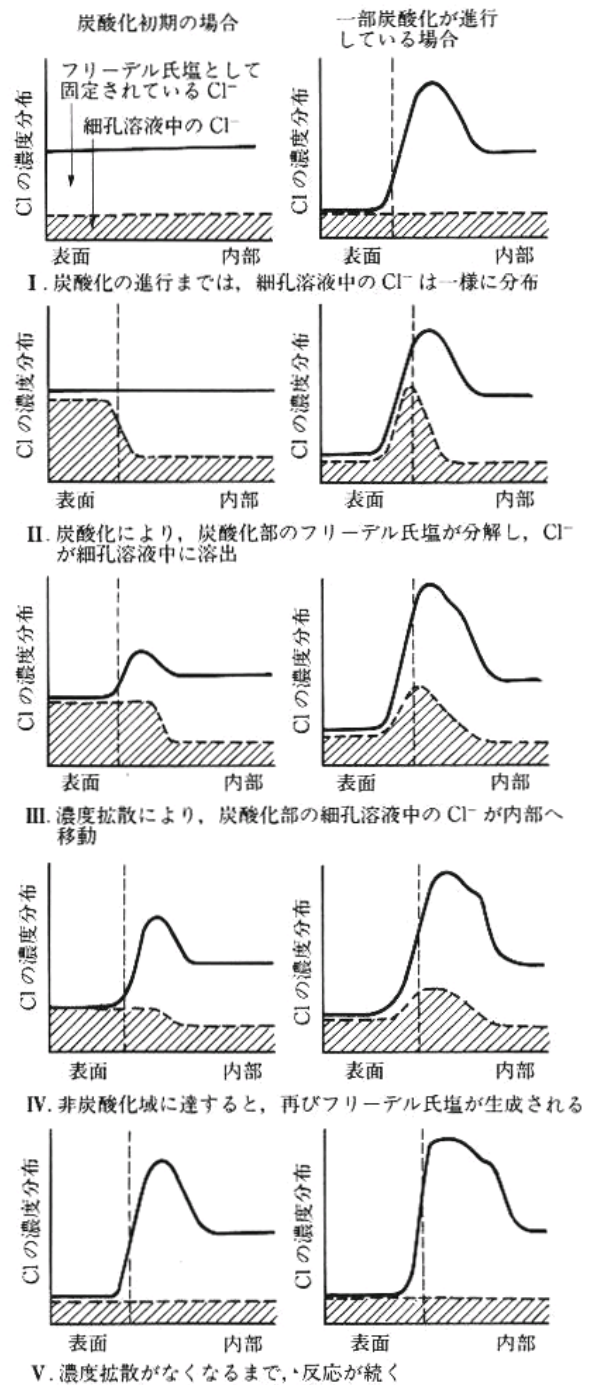 炭酸化初期の場合
一部炭酸化が進行
している場合
フリーデル氏塩として
固定されているCl⁻
細孔溶液中のCl⁻
Clの濃度分布
表面
内部
Clの濃度分布
表面
内部
I.炭酸化の進行までは，細孔溶液中のCl⁻は一様に分布
Clの濃度分布
表面
内部
Clの濃度分布
表面
内部
II.炭酸化により，炭酸化部のフリーデル氏塩が分解し，Cl⁻
が細孔溶液中に溶出
Clの濃度分布
表面
内部
Clの濃度分布
表面
内部
III.濃度拡散により，炭酸化部の細孔溶液中のCl⁻が内部へ
移動
Clの濃度分布
表面
内部
Clの濃度分布
表面
内部
IV.非炭酸化域に達すると，再びフリーデル氏塩が生成される
Clの濃度分布
表面
内部
Clの濃度分布
表面
内部
V.濃度拡散がなくなるまで，反応が続く